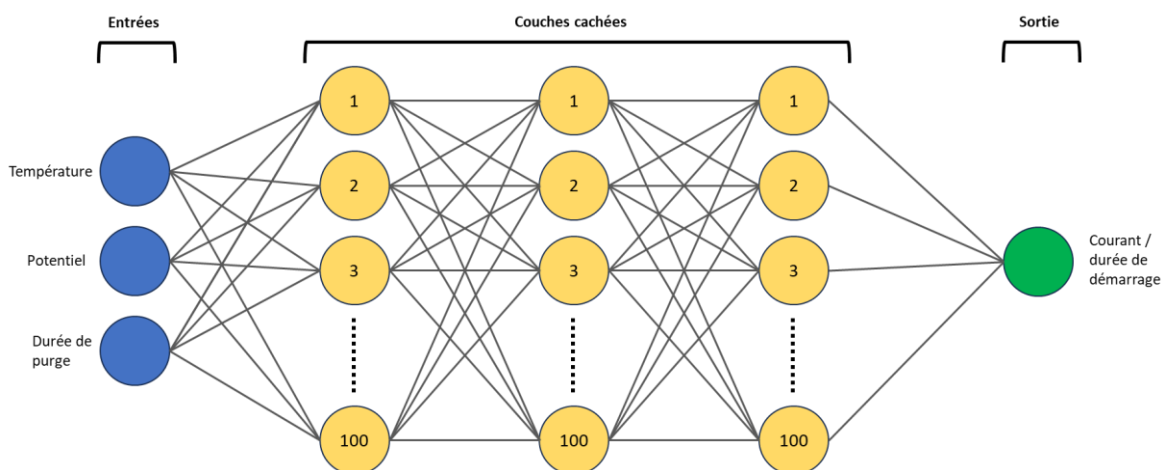 Entrées
Couches cachées
Sortie
Température
Potentiel
Durée de
purge
1
2
3
100
1
2
3
100
1
2
3
100
Courant /
durée de
démarrage